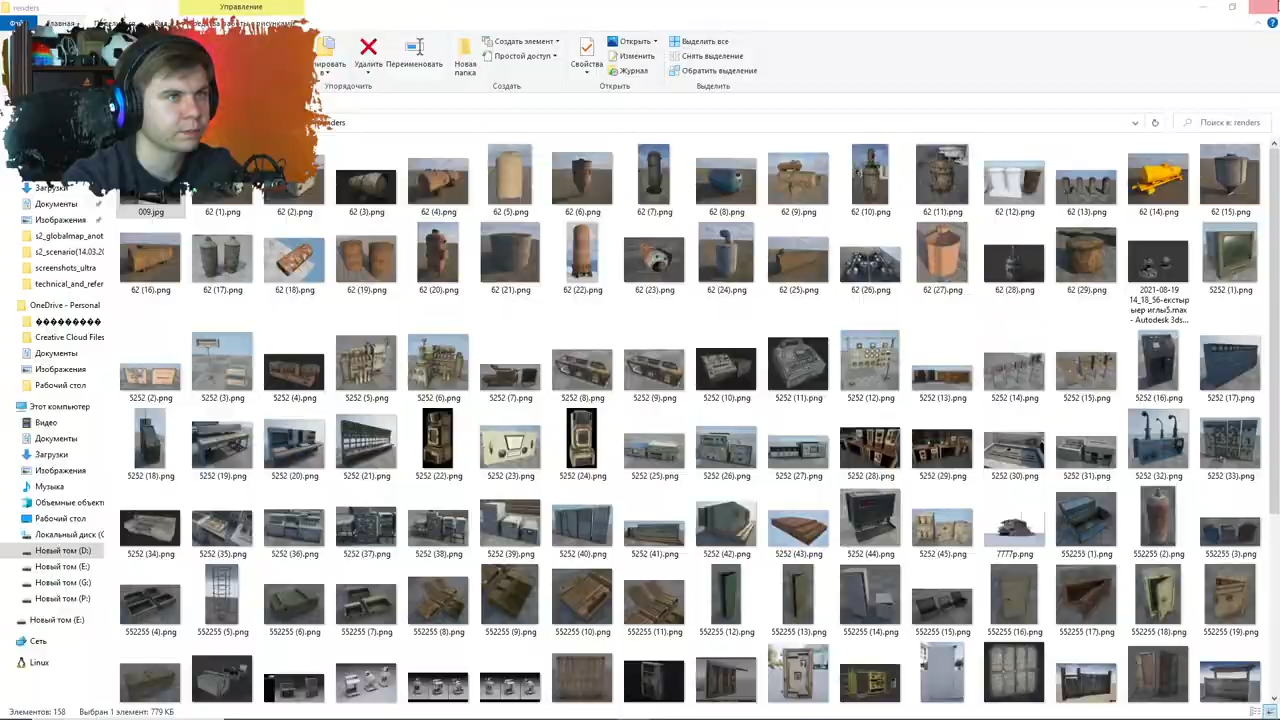 renders
Управление
Главная
Поделиться
Средства работы с рисунками
Удалить
Переименовать
Новая
папка
Создать элемент
Простой доступ
Свойства
Открыть
Изменить
Журнал
Выделить все
Снять выделение
Обратить выделение
Упорядочить
Создать
Открыть
Выделить
Поиск в: renders
009.jpg
62 (1).png
62 (2).png
62 (3).png
62 (4).png
62 (5).png
62 (6).png
62 (7).png
62 (8).png
62 (9).png
62 (10).png
62 (11).png
62 (12).png
62 (13).png
62 (14).png
62 (15).png
62 (16).png
62 (17).png
62 (18).png
62 (19).png
62 (20).png
62 (21).png
62 (22).png
62 (23).png
62 (24).png
62 (25).png
62 (26).png
62 (27).png
62 (28).png
62 (29).png
2021-08-19
14_18_56-екстыр
ьер иглы5.max
- Autodesk 3ds...
5252 (1).png
5252 (2).png
5252 (3).png
5252 (4).png
5252 (5).png
5252 (6).png
5252 (7).png
5252 (8).png
5252 (9).png
5252 (10).png
5252 (11).png
5252 (12).png
5252 (13).png
5252 (14).png
5252 (15).png
5252 (16).png
5252 (17).png
5252 (18).png
5252 (19).png
5252 (20).png
5252 (21).png
5252 (22).png
5252 (23).png
5252 (24).png
5252 (25).png
5252 (26).png
5252 (27).png
5252 (28).png
5252 (29).png
5252 (30).png
5252 (31).png
5252 (32).png
5252 (33).png
5252 (34).png
5252 (35).png
5252 (36).png
5252 (37).png
5252 (38).png
5252 (39).png
5252 (40).png
5252 (41).png
5252 (42).png
5252 (43).png
5252 (44).png
5252 (45).png
7777p.png
552255 (1).png
552255 (2).png
552255 (3).png
552255 (4).png
552255 (5).png
552255 (6).png
552255 (7).png
552255 (8).png
552255 (9).png
552255 (10).png
552255 (11).png
552255 (12).png
552255 (13).png
552255 (14).png
552255 (15).png
552255 (16).png
552255 (17).png
552255 (18).png
552255 (19).png
Загрузки
Документы
Изображения
s2_globalmap_anot
s2_scenario(14.03.20
screenshots_ultra
technical_and_refer
OneDrive - Personal
Creative Cloud Files
Документы
Изображения
Рабочий стол
Этот компьютер
Видео
Документы
Загрузки
Изображения
Музыка
Объемные объекты
Рабочий стол
Локальный диск (C
Новый том (D:)
Новый том (E:)
Новый том (G:)
Новый том (P:)
Новый том (E:)
Сеть
Linux
Элементов: 158
Выбран 1 элемент: 779 КБ